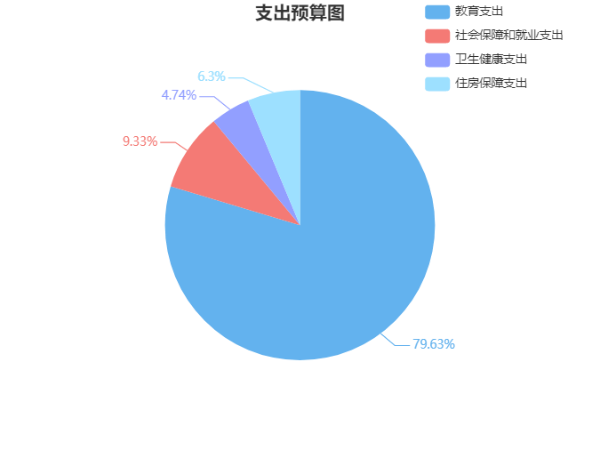 支出预算图
教育支出
社会保障和就业支出
卫生健康支出
住房保障支出
6.3%
4.74%
9.33%
79.63%